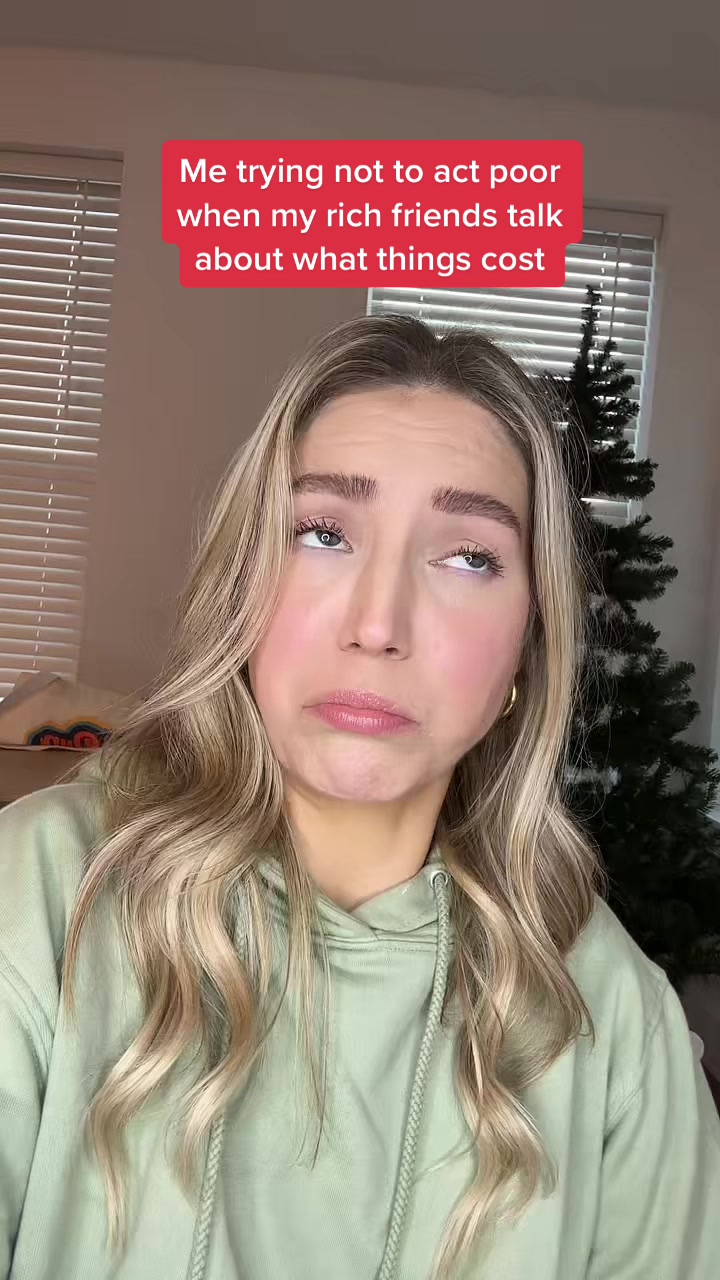 Me trying not to act poor
when my rich friends talk
about what things cost